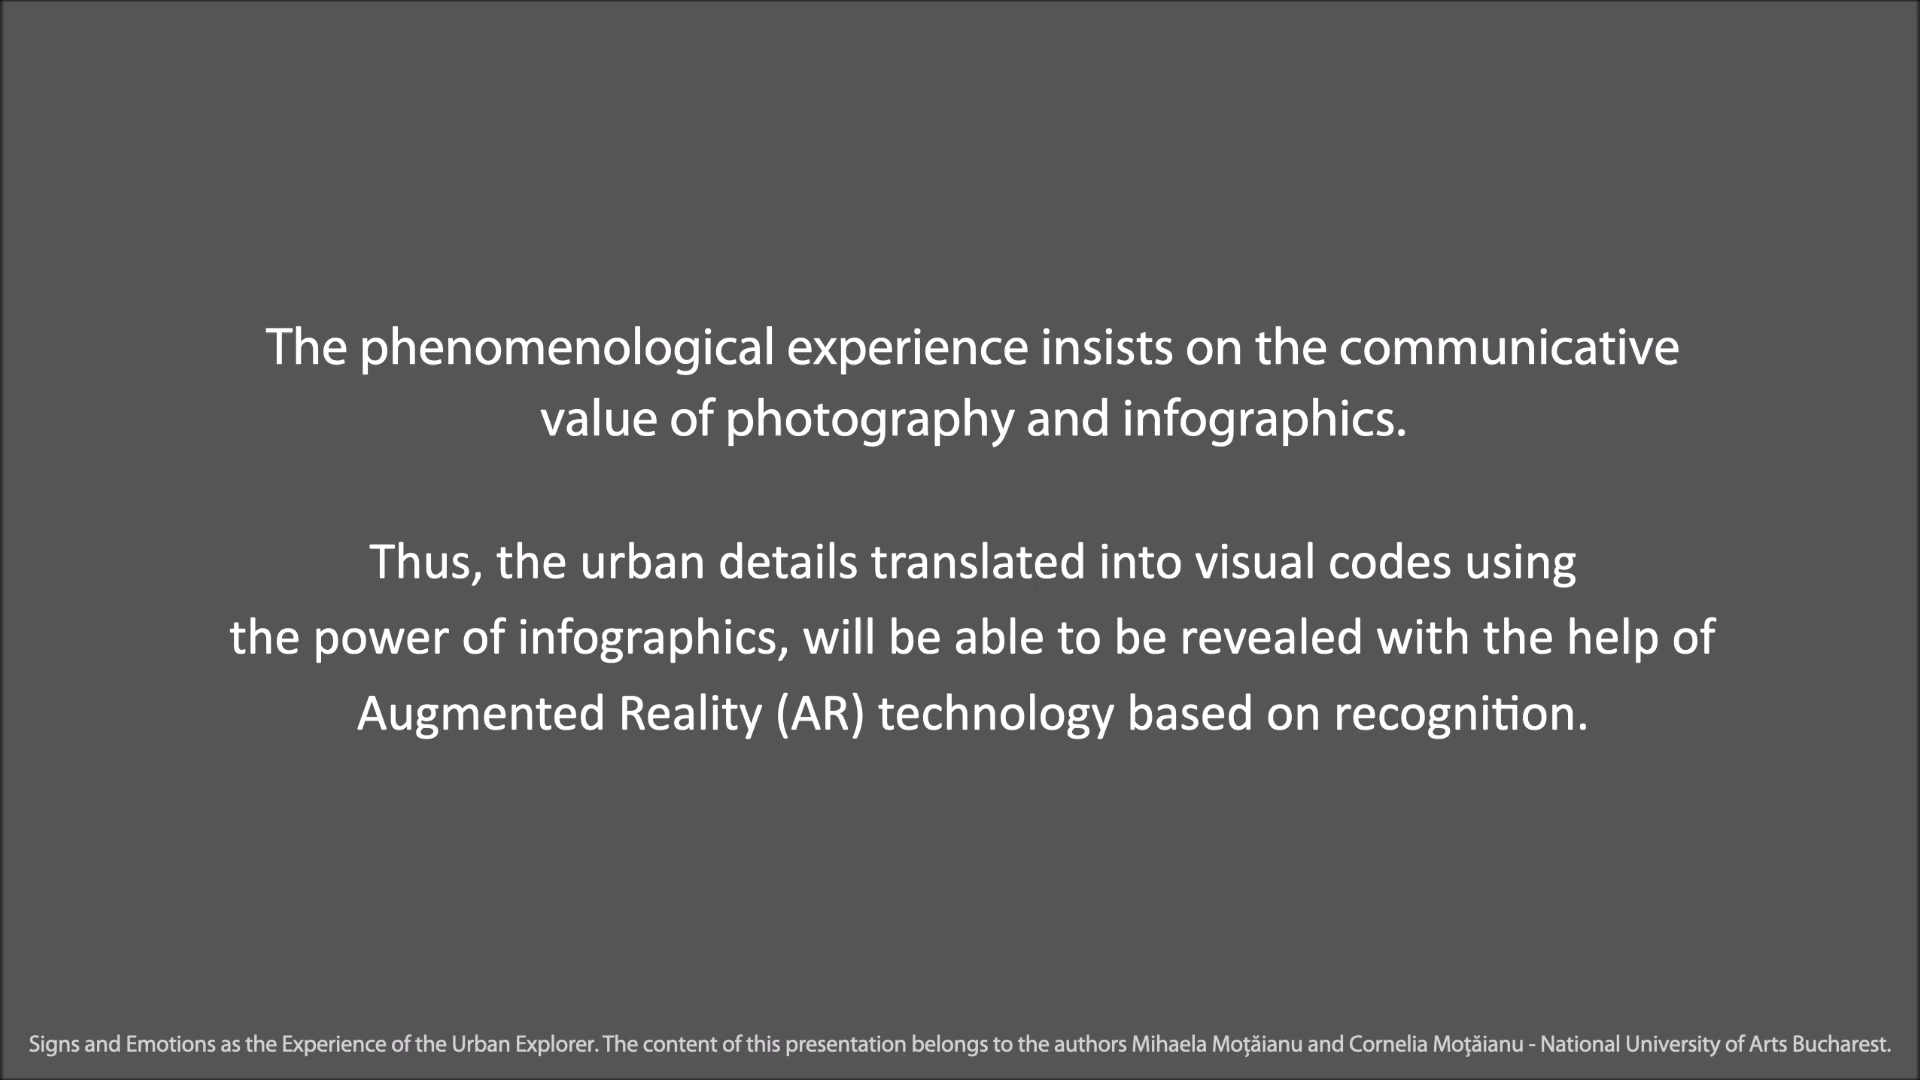 The phenomenological experience insists on the communicative
value of photography and infographics.
Thus, the urban details translated into visual codes using
the power of infographics, will be able to be revealed with the help of
Augmented Reality (AR) technology based on recognition.
Signs and Emotions as the Experience of the Urban Explorer. The content of this presentation belongs to the authors Mihaela Moţăianu and Cornelia Moţăianu - National University of Arts Bucharest.